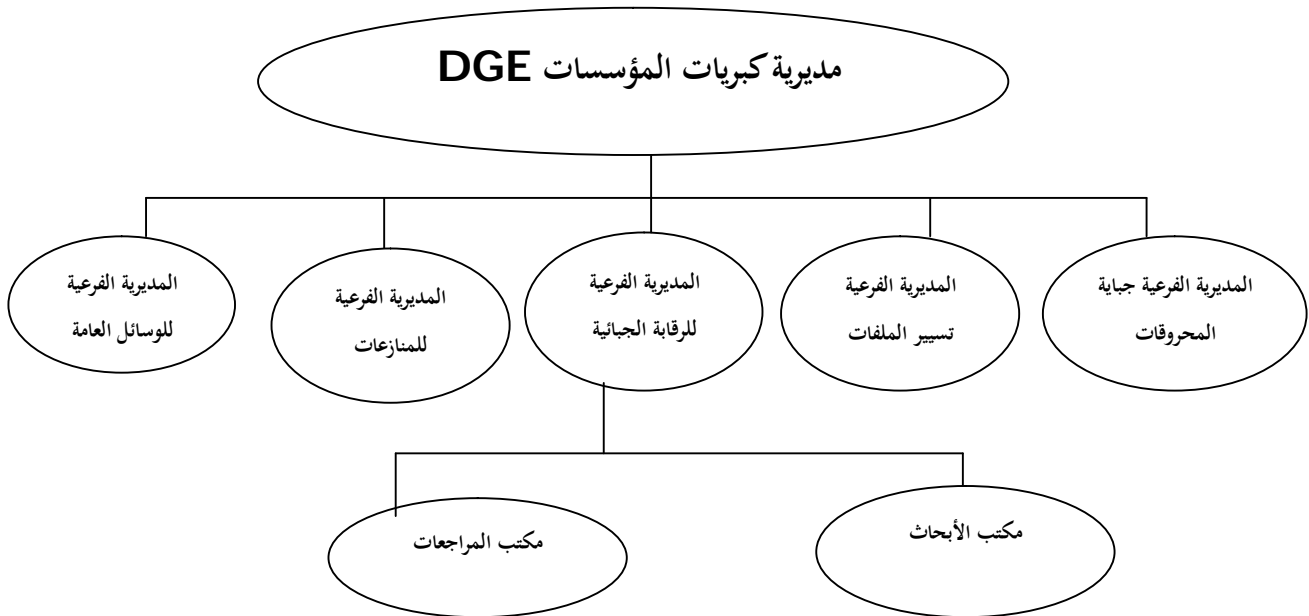 مديرية كبريات المؤسسات DGE
المديرية الفرعية جباية
المحروقات
المديرية الفرعية
تسيير الملفات
المديرية الفرعية
للرقابة الجبائية
المديرية الفرعية
للمنازعات
المديرية الفرعية
للوسائل العامة
مكتب الأبحاث
مكتب المراجعات